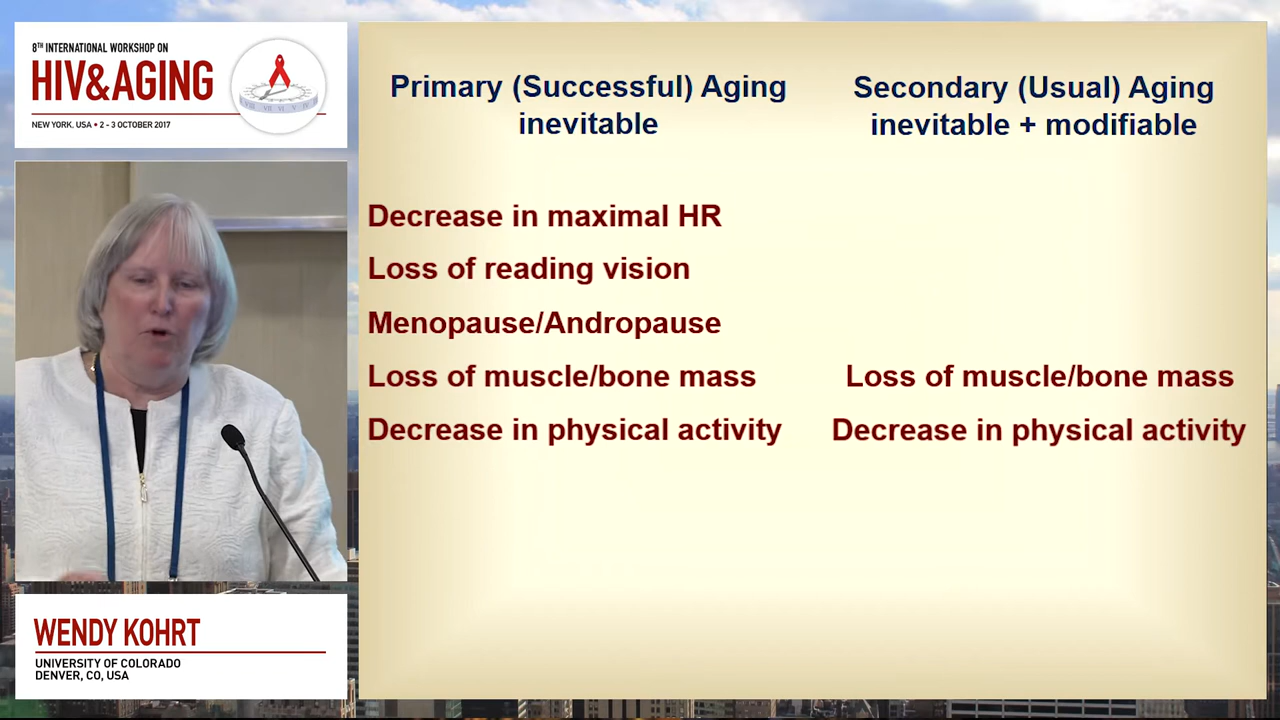 8TH INTERNATIONAL WORKSHOP ON
HIV&AGING
NEW YORK, USA • 2 - 3 OCTOBER 2017
Primary (Successful) Aging
inevitable
Secondary (Usual) Aging
inevitable + modifiable
Decrease in maximal HR
Loss of reading vision
Menopause/Andropause
Loss of muscle/bone mass
Loss of muscle/bone mass
Decrease in physical activity
Decrease in physical activity
WENDY KOHRT
UNIVERSITY OF COLORADO
DENVER, CO, USA